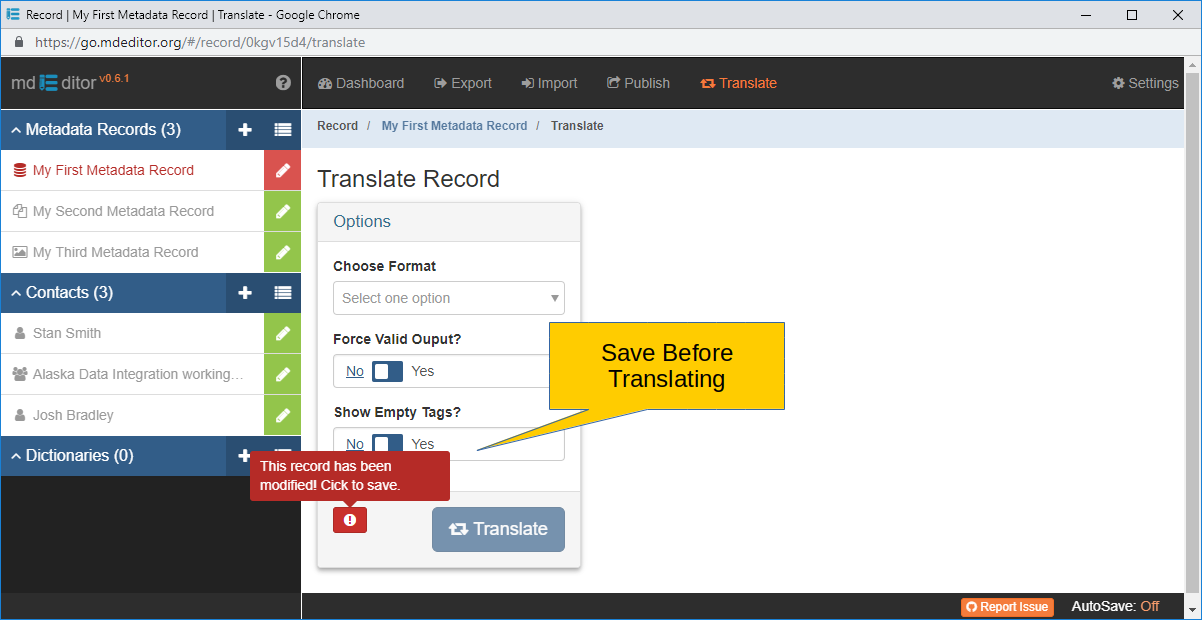 Record | My First Metadata Record | Translate - Google Chrome
https://go.mdeditor.org/#/record/0kgv15d4/translate
md Editor v0.6.1
Dashboard Export Import Publish Translate Settings
Metadata Records (3)
Record / My First Metadata Record / Translate
My First Metadata Record
My Second Metadata Record
My Third Metadata Record
Contacts (3)
Stan Smith
Alaska Data Integration working...
Josh Bradley
Dictionaries (0)
Translate Record
Options
Choose Format
Select one option
Force Valid Ouput?
No Yes
Show Empty Tags?
No Yes
Save Before
Translating
This record has been
modified! Cick to save.
Translate
Report Issue AutoSave: Off